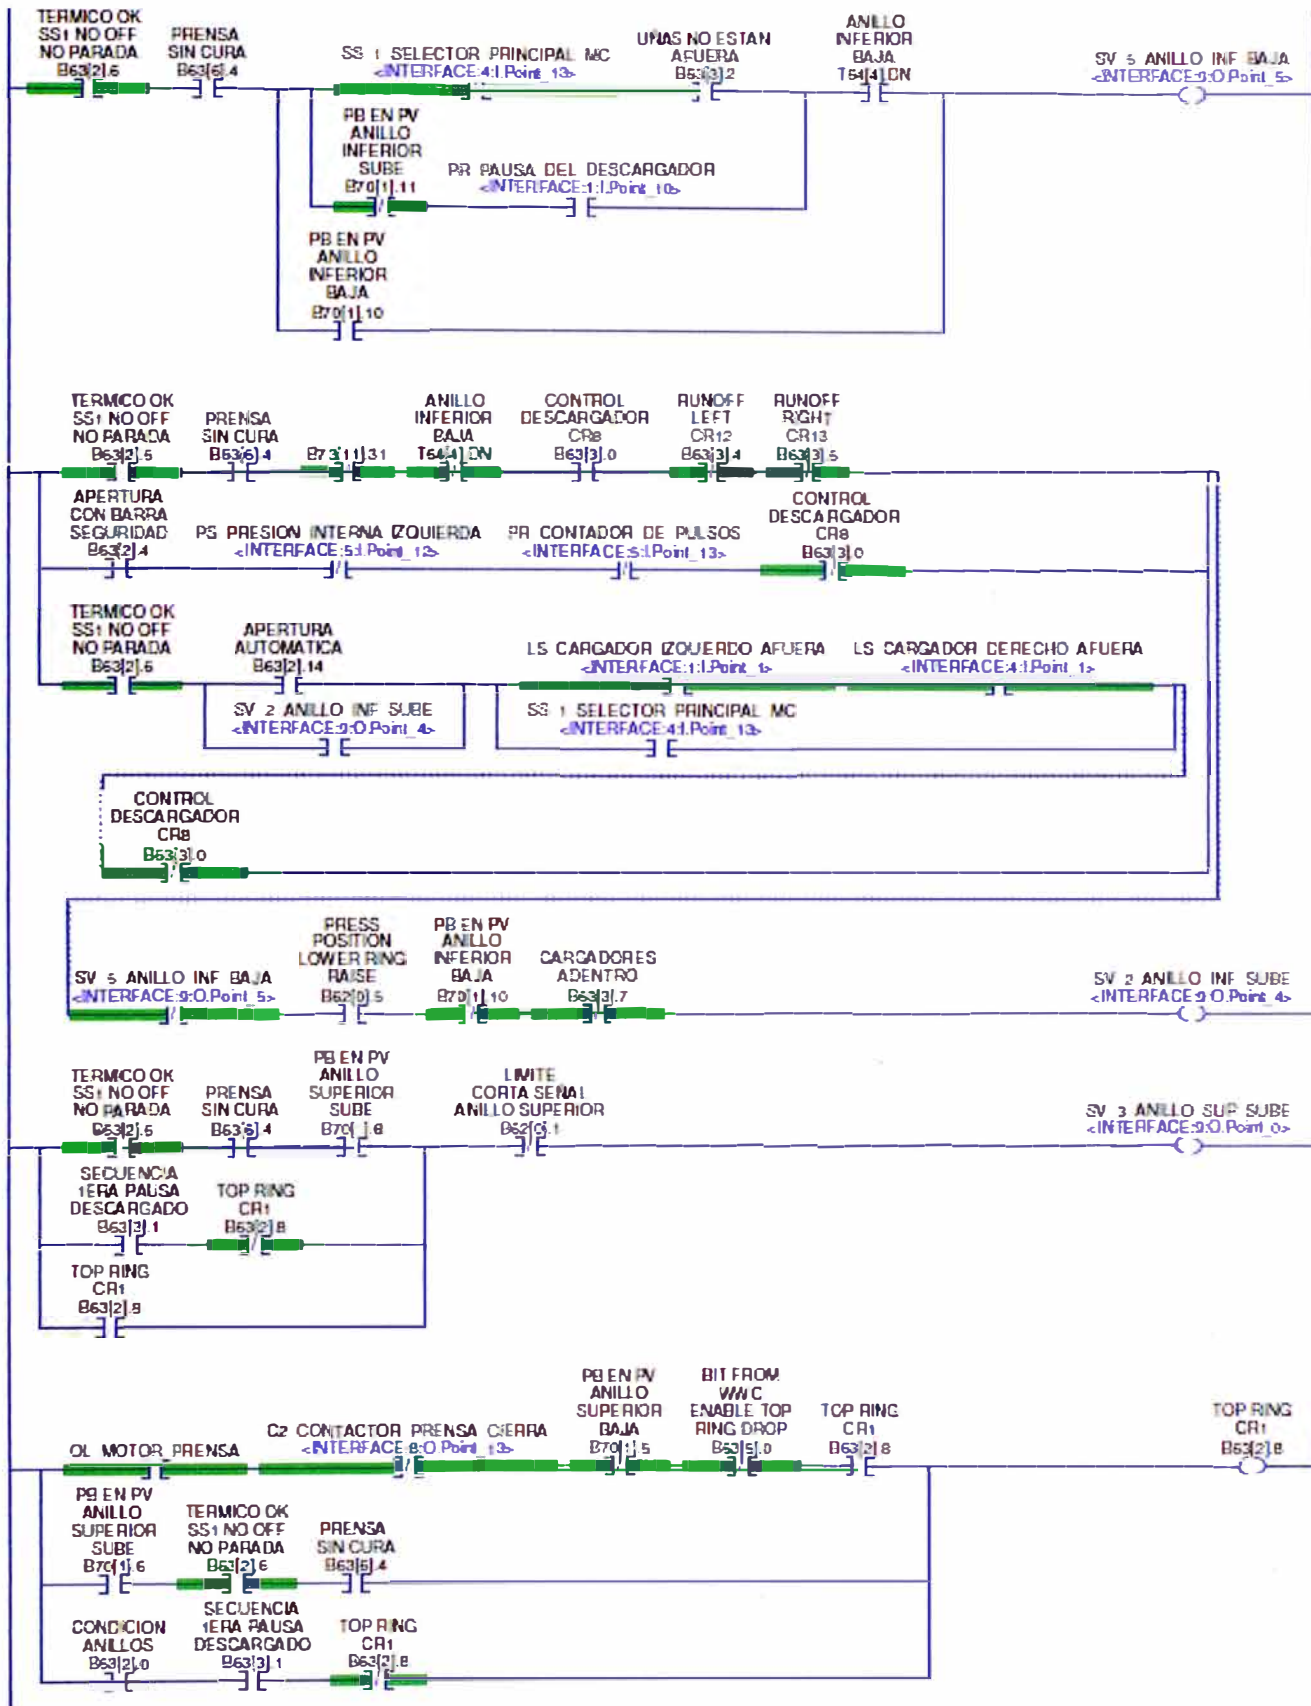 TERMICO OK
SS1 NO OFF
NO PARADA
B63[2].6
PRENSA
SIN CURA
B63[6].4
SS 1 SELECTOR PRINCIPAL MC
<INTERFACE:4:I.Point_13>
UNAS NO ESTAN
AFUERA
B53[3].2
ANILLO
INFERIOR
BAJA
T54[4].DN
SV 5 ANILLO INF BAJA
<INTERFACE:9:O.Point_5>
PB EN PV
ANILLO
INFERIOR
SUBE
B70[1].11
PR PAUSA DEL DESCARGADOR
<INTERFACE:1:I.Point_10>
PB EN PV
ANILLO
INFERIOR
BAJA
B70[1].10
TERMICO OK
SS1 NO OFF
NO PARADA
B63[2].6
PRENSA
SIN CURA
B63[6].4
B73[11].31
ANILLO
INFERIOR
BAJA
T54[4].DN
CONTROL
DESCARGADOR
CR8
B63[3].0
RUNOFF
LEFT
CR12
B63[3].4
RUNOFF
RIGHT
CR13
B63[3].5
APERTURA
CON BARRA
SEGURIDAD
B63[2].4
PS PRESION INTERNA IZQUIERDA
<INTERFACE:5:I.Point_12>
PR CONTADOR DE PULSOS
<INTERFACE:5:I.Point_13>
CONTROL
DESCARGADOR
CR8
B63[3].0
TERMICO OK
SS1 NO OFF
NO PARADA
B63[2].6
APERTURA
AUTOMATICA
B63[2].14
LS CARGADOR IZQUIERDO AFUERA
<INTERFACE:1:I.Point_1>
LS CARGADOR DERECHO AFUERA
<INTERFACE:4:I.Point_1>
SV 2 ANILLO INF SUBE
<INTERFACE:9:O.Point_4>
SS 1 SELECTOR PRINCIPAL MC
<INTERFACE:4:I.Point_13>
CONTROL
DESCARGADOR
CR8
B63[3].0
SV 5 ANILLO INF BAJA
<INTERFACE:9:O.Point_5>
PRESS
POSITION
LOWER RING
RAISE
B62[0].5
PB EN PV
ANILLO
INFERIOR
BAJA
B70[1].10
CARGADORES
ADENTRO
B63[3].7
SV 2 ANILLO INF SUBE
<INTERFACE:9:O.Point_4>
TERMICO OK
SS1 NO OFF
NO PARADA
B63[2].6
PRENSA
SIN CURA
B63[6].4
PB EN PV
ANILLO
SUPERIOR
SUBE
LIMITE
CORTA SEÑAL
ANILLO SUPERIOR
B62[0].1
SV 3 ANILLO SUP SUBE
<INTERFACE:9:O.Point_0>
SECUENCIA
1ERA PAUSA
DESCARGADO
B63[3].1
TOP RING
CR1
B63[2].8
TOP RING
CR1
B63[2].8
OL MOTOR PRENSA
C2 CONTACTOR PRENSA CIERRA
<INTERFACE:8:O.Point_13>
PB EN PV
ANILLO
SUPERIOR
BAJA
B70[1].5
BIT FROM
WWC
ENABLE TOP
RING DROP
B63[5].0
TOP RING
CR1
B63[2].8
TOP RING
CR1
B63[2].8
PB EN PV
ANILLO
SUPERIOR
SUBE
B70[1].6
TERMICO OK
SS1 NO OFF
NO PARADA
B63[2].6
PRENSA
SIN CURA
B63[6].4
CONDICION
ANILLOS
B63[2].0
SECUENCIA
1ERA PAUSA
DESCARGADO
B63[3].1
TOP RING
CR1
B63[2].8